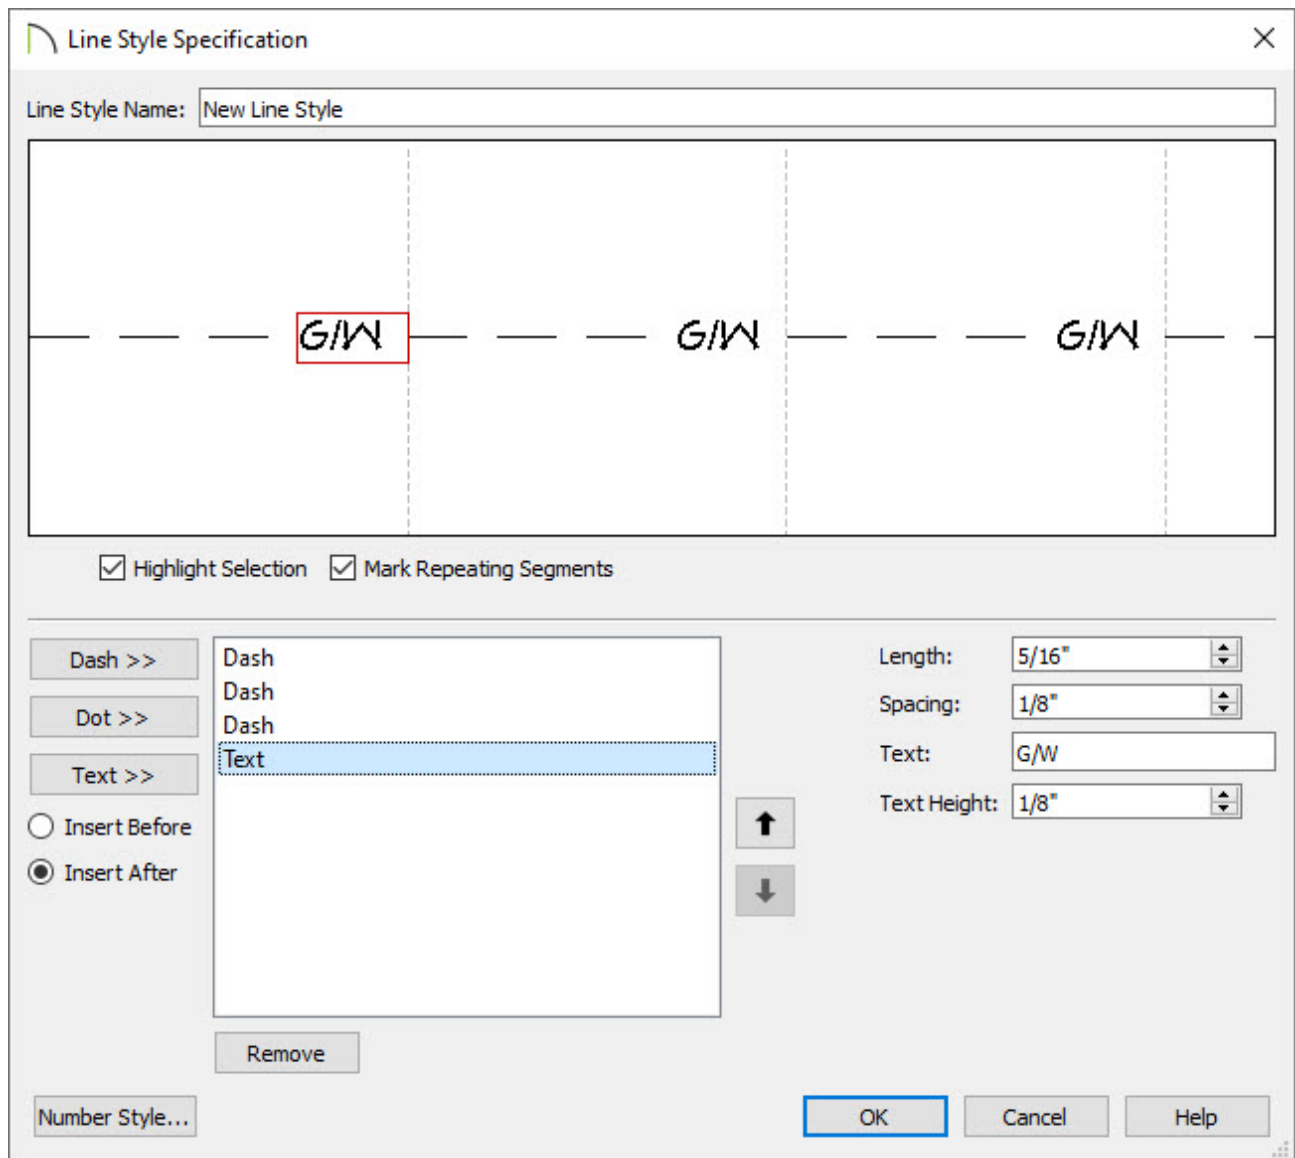 Line Style Specification
Line Style Name: New Line Style
G/W G/W G/W
Highlight Selection Mark Repeating Segments
Dash >>
Dot >>
Text >>
Insert Before
Insert After
Dash
Dash
Dash
Text
Remove
Length: 5/16"
Spacing: 1/8"
Text: G/W
Text Height: 1/8"
Number Style... OK Cancel Help